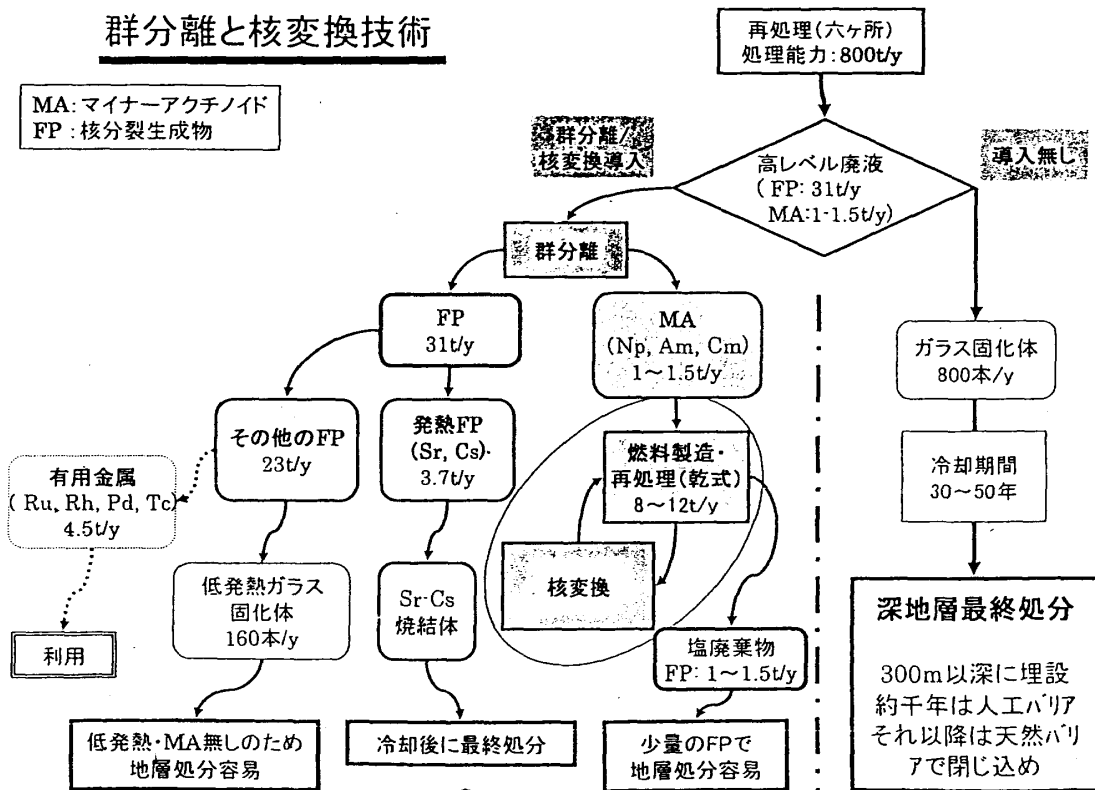 群分離と核変換技術
MA:マイナーアクチノイド
FP:核分裂生成物
再処理(六ヶ所)
処理能力:800t/y
群分離/
核変換導入
導入無し
高レベル廃液
(FP: 31t/y
MA:1-1.5t/y)
群分離
FP
31t/y
MA
(Np, Am, Cm)
1~1.5t/y
ガラス固化体
800本/y
その他のFP
23t/y
発熱FP
(Sr, Cs)
3.7t/y
燃料製造・
再処理(乾式)
8~12t/y
冷却期間
30~50年
有用金属
(Ru, Rh, Pd, Tc)
4.5t/y
核変換
低発熱ガラス
固化体
160本/y
Sr-Cs
焼結体
利用
塩廃棄物
FP: 1~1.5t/y
深地層最終処分
300m以深に埋設
約千年は人工バリア
それ以降は天然バリ
アで閉じ込め
低発熱・MA無しのため
地層処分容易
冷却後に最終処分
少量のFPで
地層処分容易